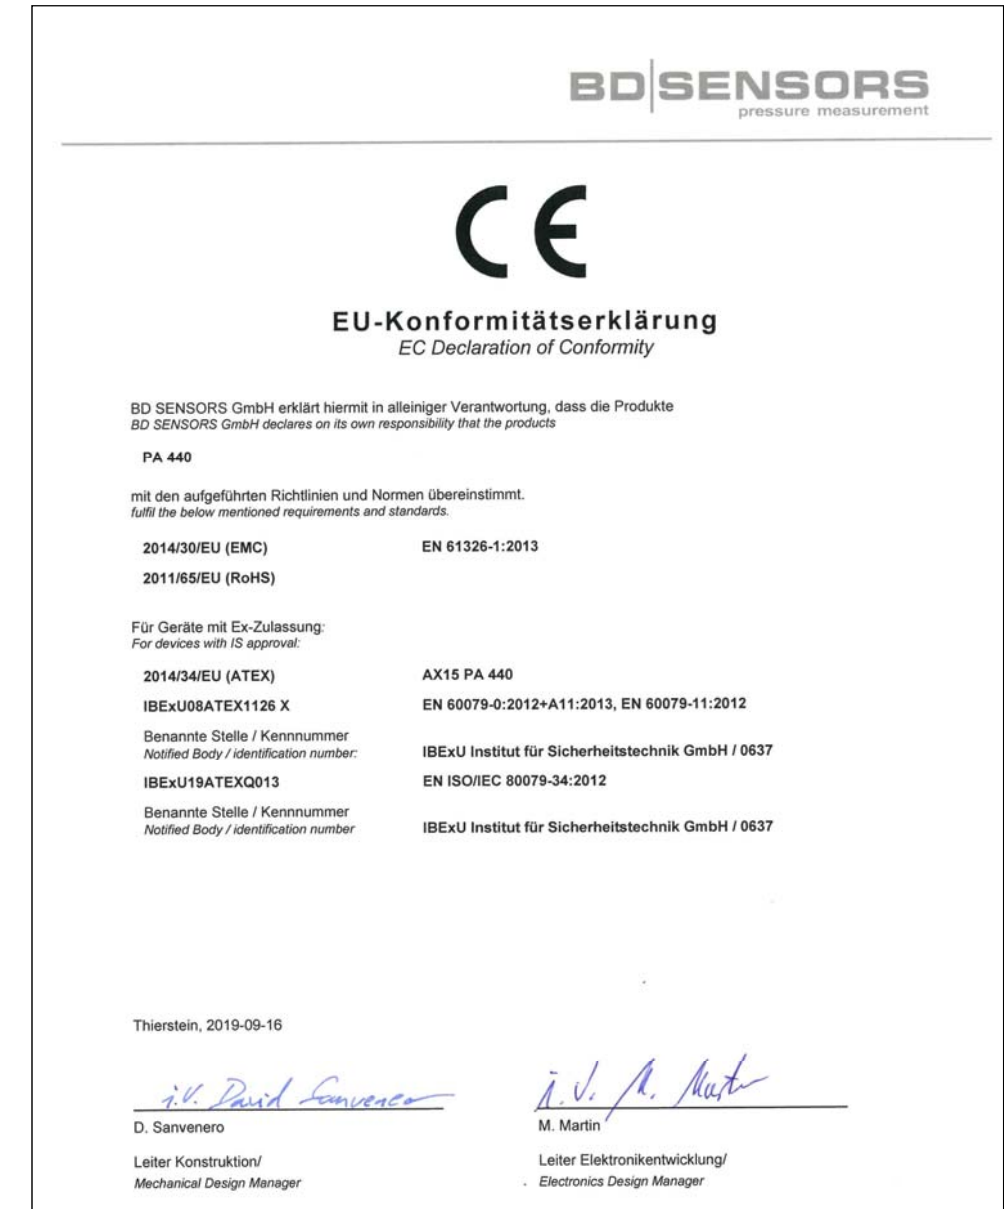 BD SENSORS
pressure measurement
CE
EU-Konformitätserklärung
EC Declaration of Conformity
BD SENSORS GmbH erklärt hiermit in alleiniger Verantwortung, dass die Produkte
BD SENSORS GmbH declares on its own responsibility that the products
PA 440
mit den aufgeführten Richtlinien und Normen übereinstimmt.
fulfil the below mentioned requirements and standards.
2014/30/EU (EMC) EN 61326-1:2013
2011/65/EU (RoHS)
Für Geräte mit Ex-Zulassung:
For devices with IS approval:
2014/34/EU (ATEX) AX15 PA 440
IBExU08ATEX1126 X EN 60079-0:2012+A11:2013, EN 60079-11:2012
Benannte Stelle / Kennnummer
Notified Body / identification number: IBExU Institut für Sicherheitstechnik GmbH / 0637
IBExU19ATEXQ013 EN ISO/IEC 80079-34:2012
Benannte Stelle / Kennnummer
Notified Body / identification number IBExU Institut für Sicherheitstechnik GmbH / 0637
Thierstein, 2019-09-16
i.V. David Sanvenero i.V. M. Martin
D. Sanvenero M. Martin
Leiter Konstruktion/ Leiter Elektronikentwicklung/
Mechanical Design Manager Electronics Design Manager